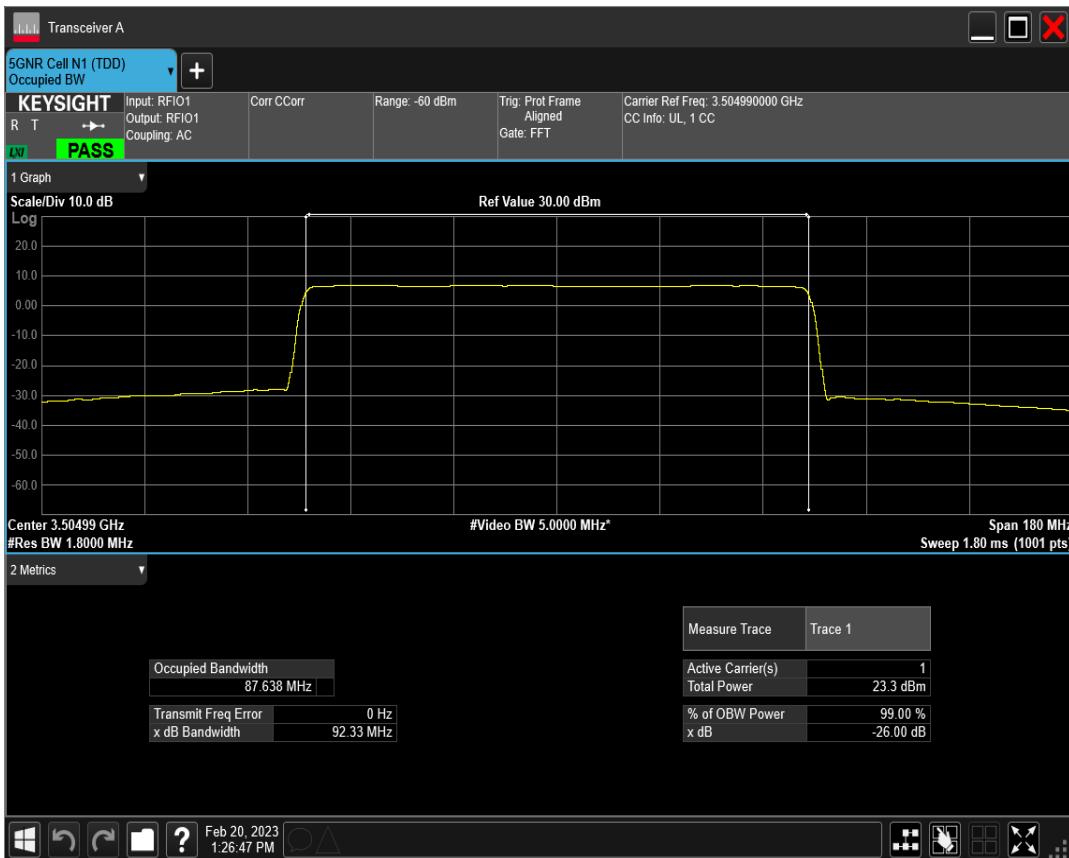 Transceiver A
5GNR Cell N1 (TDD)
Occupied BW
+
KEYSIGHT
R T
LXI
PASS
Input: RFIO1
Output: RFIO1
Coupling: AC
Corr CCorr
Range: -60 dBm
Trig: Prot Frame
Aligned
Gate: FFT
Carrier Ref Freq: 3.504990000 GHz
CC Info: UL, 1 CC
1 Graph
Scale/Div 10.0 dB
Ref Value 30.00 dBm
Log
20.0
10.0
0.00
-10.0
-20.0
-30.0
-40.0
-50.0
-60.0
Center 3.50499 GHz
#Video BW 5.0000 MHz*
Span 180 MHz
#Res BW 1.8000 MHz
Sweep 1.80 ms (1001 pts)
2 Metrics
Measure Trace Trace 1
Occupied Bandwidth
87.638 MHz
Active Carrier(s) 1
Total Power 23.3 dBm
Transmit Freq Error 0 Hz
x dB Bandwidth 92.33 MHz
% of OBW Power 99.00 %
x dB -26.00 dB
?
Feb 20, 2023
1:26:47 PM